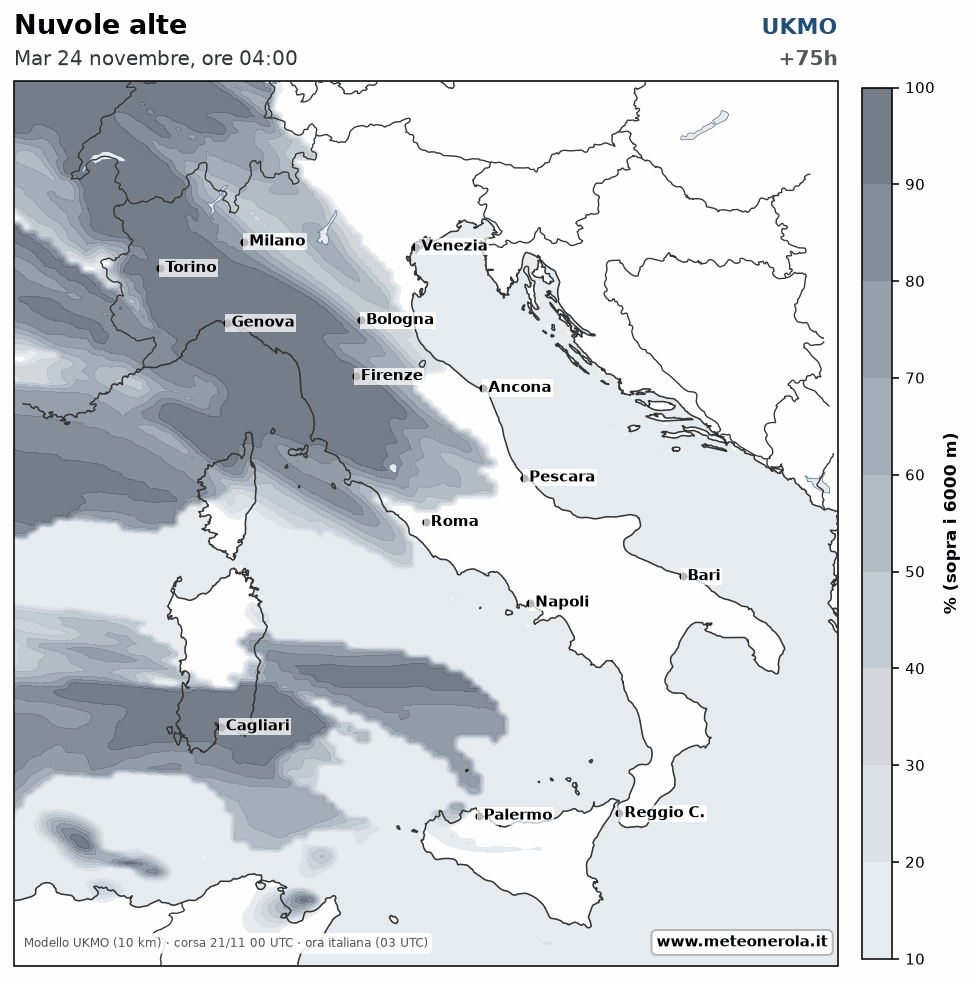 Nuvole alte
UKMO
Mar 24 novembre, ore 04:00
+75h
Milano
Venezia
Torino
Genova
Bologna
Firenze
Ancona
Pescara
Roma
Bari
Napoli
Cagliari
Palermo
Reggio C.
Modello UKMO (10 km) · corsa 21/11 00 UTC · ora italiana (03 UTC)
www.meteonerola.it
100
90
80
70
60
50
40
30
20
10
% (sopra i 6000 m)